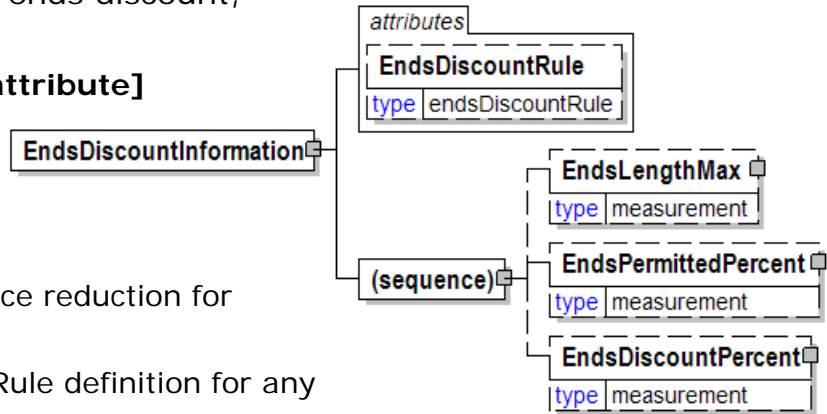 ends discount,
attribute]
ce reduction for
Rule definition for any
attributes
EndsDiscountRule
type endsDiscountRule
EndsDiscountInformation
(sequence)
EndsLengthMax
type measurement
EndsPermittedPercent
type measurement
EndsDiscountPercent
type measurement